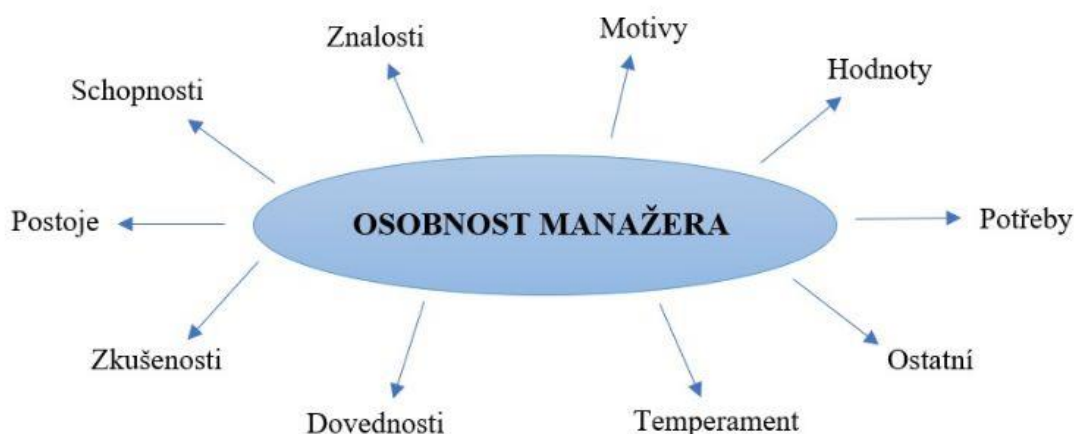 Motivy
Znalosti
Hodnoty
Schopnosti
Postoje
OSOBNOST MANAŽERA
Potřeby
Zkušenosti
Ostatní
Dovednosti
Temperament